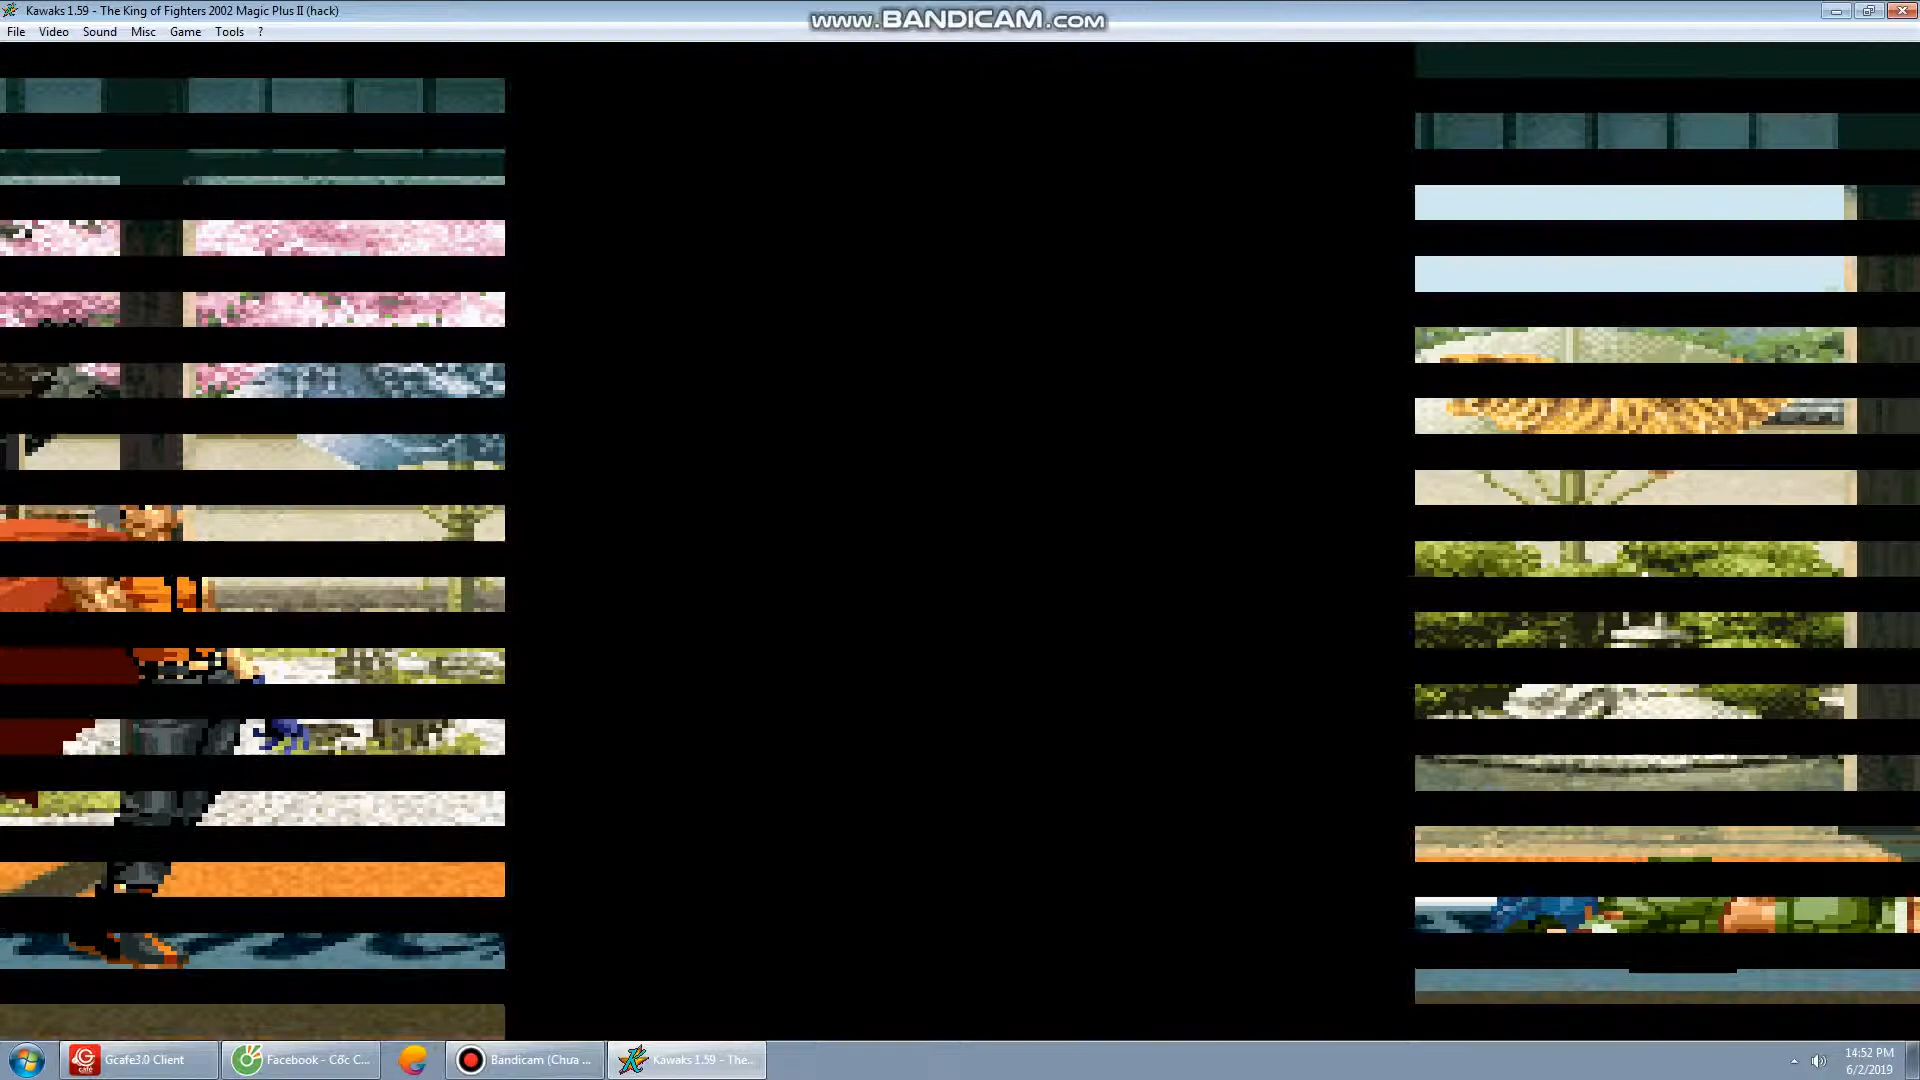 Kawaks 1.59 - The King of Fighters 2002 Magic Plus II (hack)
www.BANDICAM.com
File Video Sound Misc Game Tools ?
Gcafe3.0 Client
Facebook - Cốc C...
Bandicam (Chưa ...
Kawaks 1.59 - The...
14:52 PM
6/2/2019